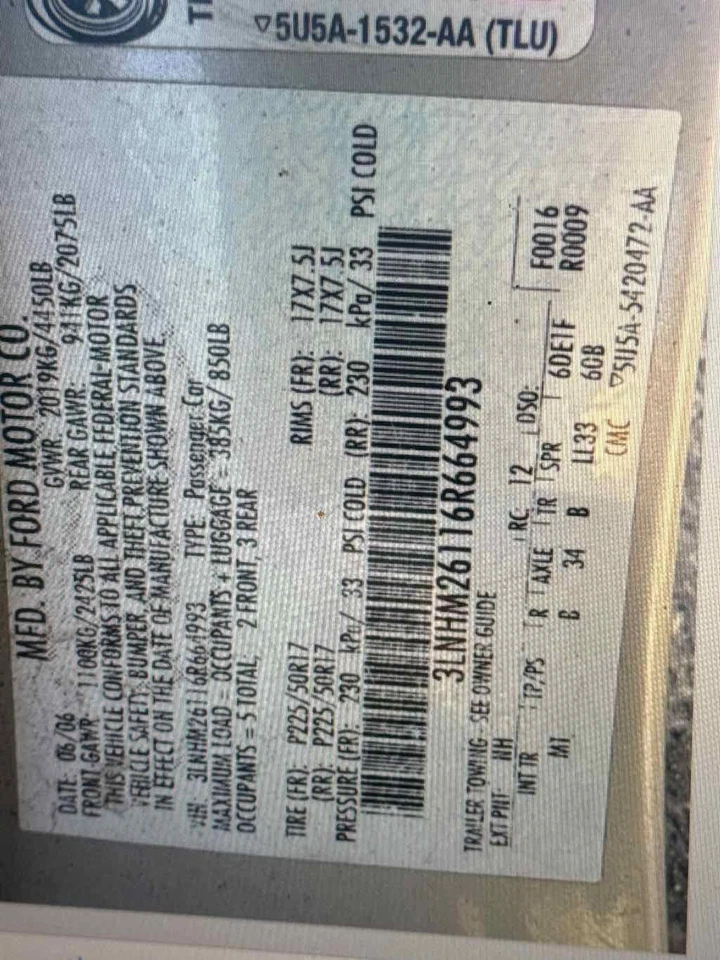 5U5A-1532-AA (TLU)
MFD. BY FORD MOTOR CO.
DATE: 06/06 GVWR: 2019KG/4450LB
FRONT GAWR: 1100KG/2425LB REAR GAWR: 941KG/2075LB
THIS VEHICLE CONFORMS TO ALL APPLICABLE FEDERAL MOTOR
VEHICLE SAFETY, BUMPER, AND THEFT PREVENTION STANDARDS
IN EFFECT ON THE DATE OF MANUFACTURE SHOWN ABOVE.
VIN: 3LNHM26116R664993 TYPE: Passenger Car
MAXIMUM LOAD = OCCUPANTS + LUGGAGE = 385KG/ 850LB
OCCUPANTS = 5 TOTAL; 2 FRONT, 3 REAR
TIRE (FR): P225/50R17 RIMS (FR): 17X7.5J
(RR): P225/50R17 (RR): 17X7.5J
PRESSURE (FR): 230 kPa/ 33 PSI COLD (RR): 230 kPa/ 33 PSI COLD
3LNHM26116R664993
TRAILER TOWING - SEE OWNER GUIDE
EXT PNT: HH RC: 12 DSO:
INT TR TP/PS R AXLE TR SPR F0016
MT B 34 B LL33 6DE1F R0009
60B
CMC 5U5A-5420472-AA